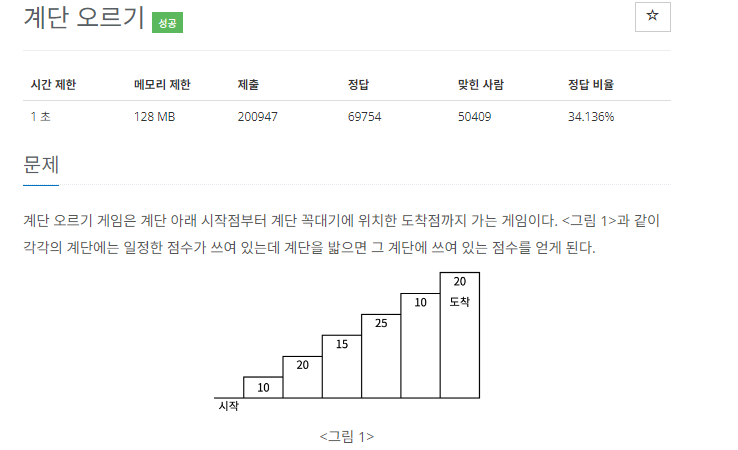 계단 오르기 성공
☆
시간 제한 메모리 제한 제출 정답 맞힌 사람 정답 비율
1 초 128 MB 200947 69754 50409 34.136%
문제
계단 오르기 게임은 계단 아래 시작점부터 계단 꼭대기에 위치한 도착점까지 가는 게임이다. <그림 1>과 같이
각각의 계단에는 일정한 점수가 쓰여 있는데 계단을 밟으면 그 계단에 쓰여 있는 점수를 얻게 된다.
20
10 도착
25
15
20
10
시작
<그림 1>